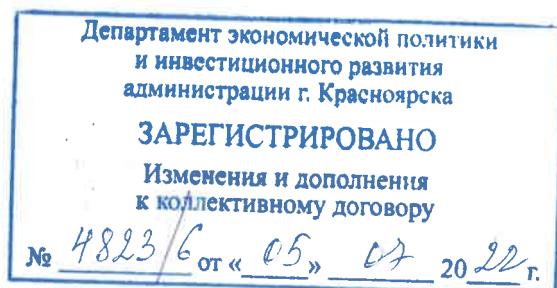 Департамент экономической политики
и инвестиционного развития
администрации г. Красноярска
ЗАРЕГИСТРИРОВАНО
Изменения и дополнения
к коллективному договору
№ 4823/6 от «05» 07 2022 г.